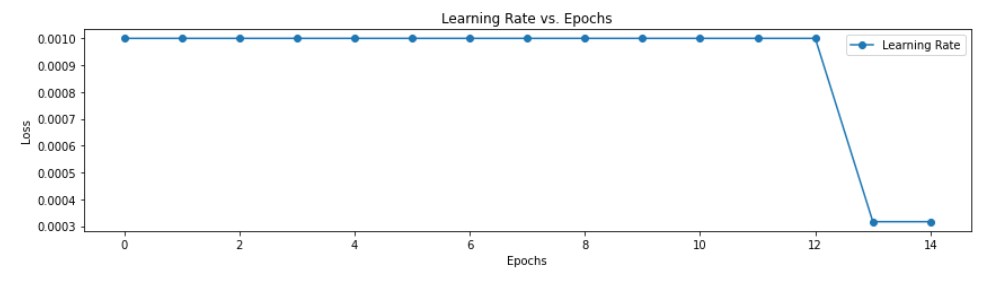 Learning Rate vs. Epochs
0.0010
0.0009
0.0008
0.0007
0.0006
0.0005
0.0004
0.0003
Loss
Learning Rate
0 2 4 6 8 10 12 14
Epochs